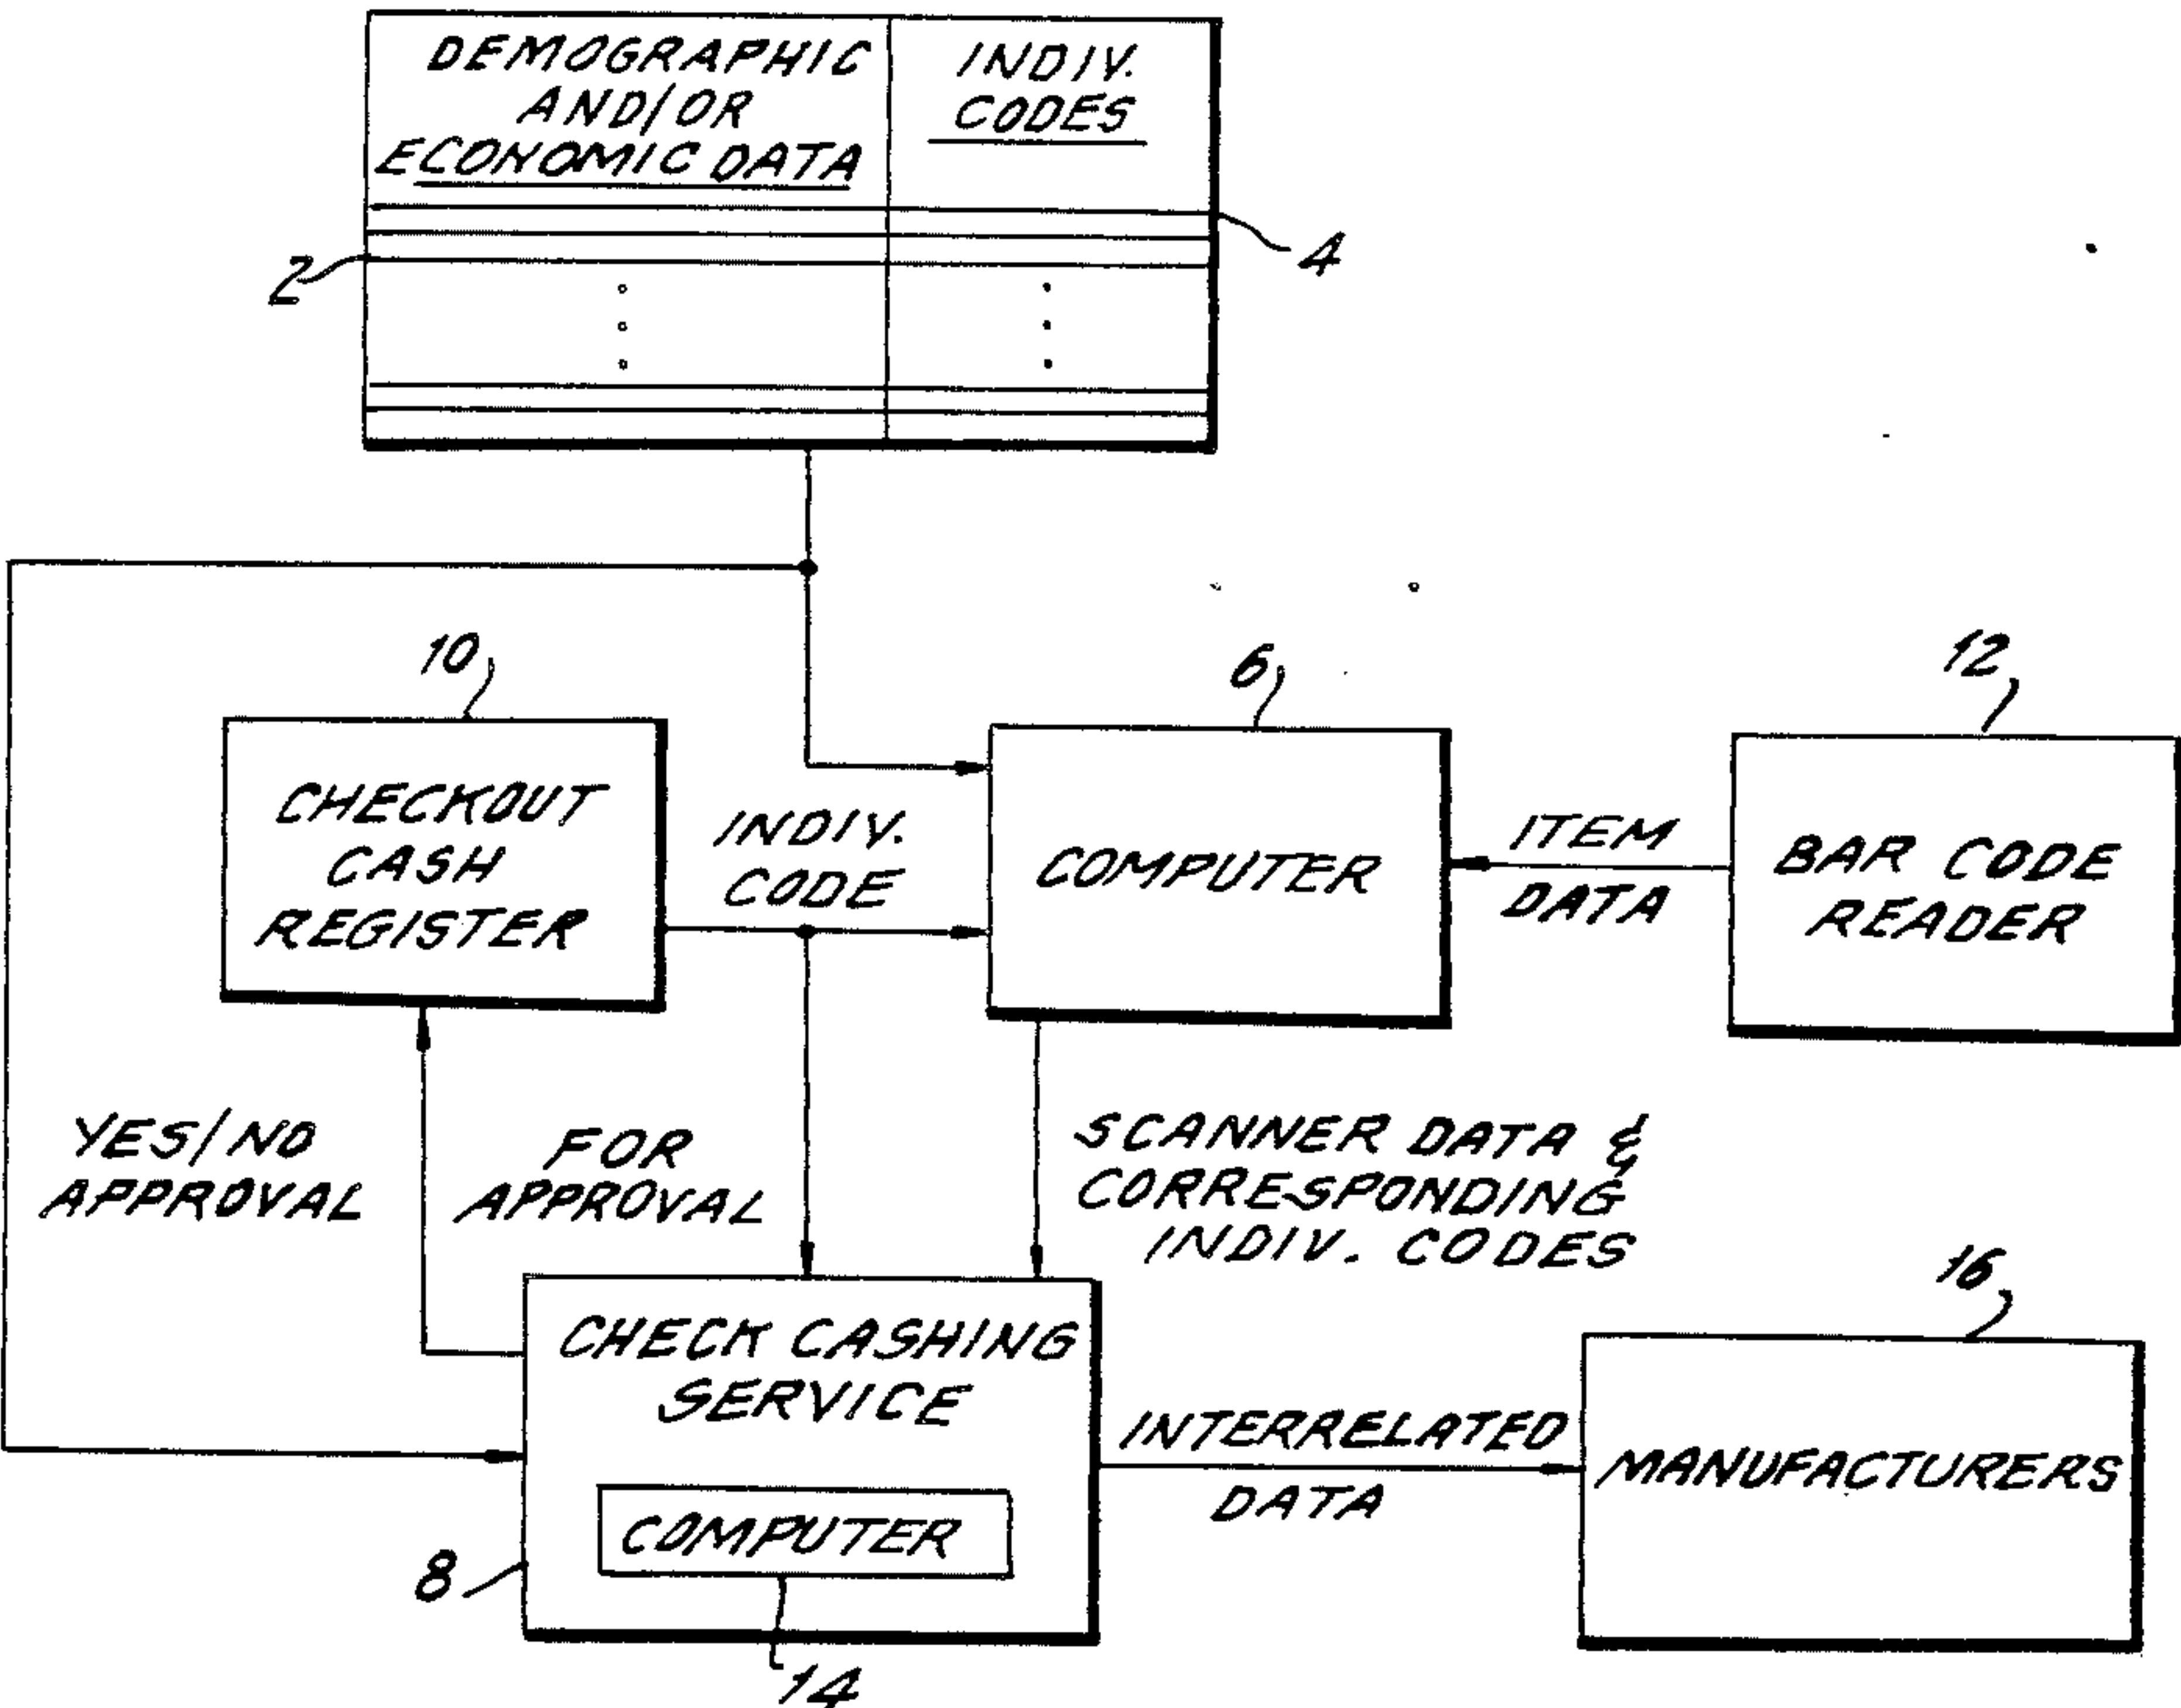 DEMOGRAPHIC
AND/OR
ECONOMIC DATA
INDIV.
CODES
2
4
10
6
12
CHECKOUT
CASH
REGISTER
INDIV.
CODE
COMPUTER
ITEM
DATA
BAR CODE
READER
YES/NO
APPROVAL
FOR
APPROVAL
SCANNER DATA &
CORRESPONDING
INDIV. CODES
16
CHECK CASHING
SERVICE
COMPUTER
8
14
INTERRELATED
DATA
MANUFACTURERS